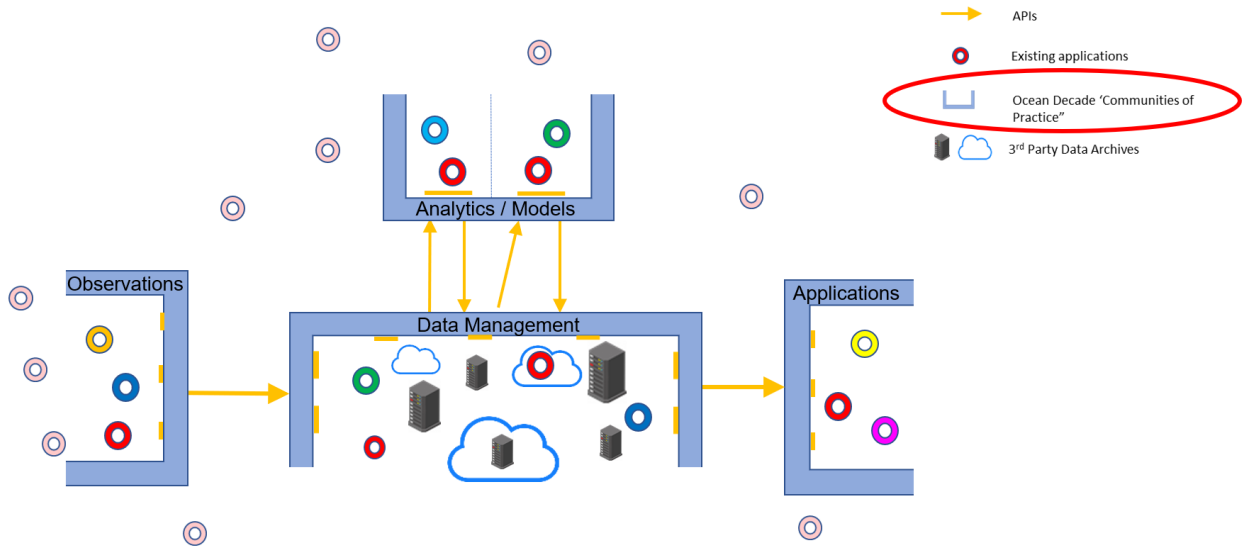 APIs
Existing applications
Ocean Decade ‘Communities of
Practice”
3rd Party Data Archives
Analytics / Models
Observations
Applications
Data Management